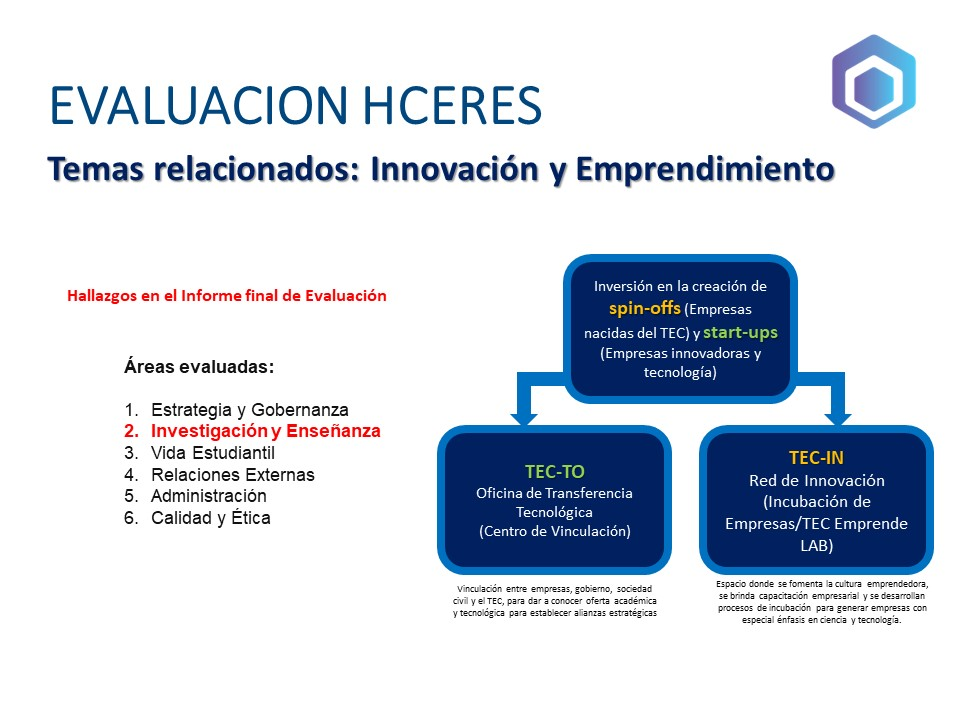 EVALUACION HCERES
Temas relacionados: Innovación y Emprendimiento
Hallazgos en el Informe final de Evaluación
Áreas evaluadas:
1. Estrategia y Gobernanza
2. Investigación y Enseñanza
3. Vida Estudiantil
4. Relaciones Externas
5. Administración
6. Calidad y Ética
Inversión en la creación de
spin-offs (Empresas
nacidas del TEC) y start-ups
(Empresas innovadoras y
tecnología)
TEC-TO
Oficina de Transferencia
Tecnológica
(Centro de Vinculación)
Vinculación entre empresas, gobierno, sociedad
civil y el TEC, para dar a conocer oferta académica
y tecnológica para establecer alianzas estratégicas
TEC-IN
Red de Innovación
(Incubación de
Empresas/TEC Emprende
LAB)
Espacio donde se fomenta la cultura emprendedora,
se brinda capacitación empresarial y se desarrollan
procesos de incubación para generar empresas con
especial énfasis en ciencia y tecnología.